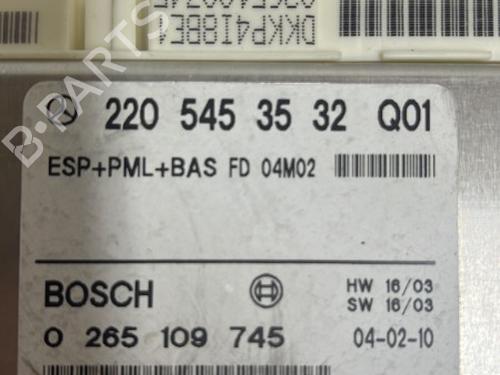 DKKP4I8BE4
220 545 35 32 Q01
ESP+PML+BAS FD 04M02
BOSCH
HW 16/03
SW 16/03
0 265 109 745
04-02-10
B-PARTS